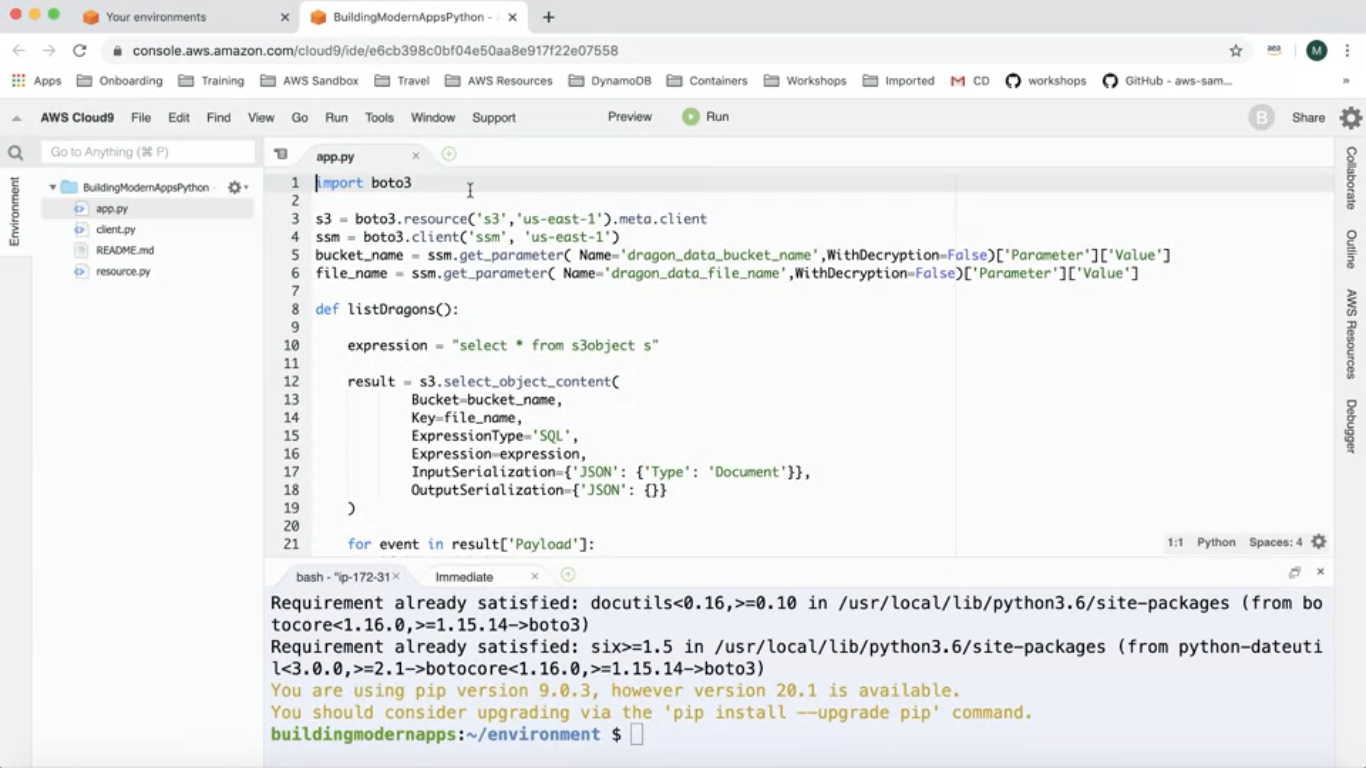 Your environments
BuildingModernAppsPython -
console.aws.amazon.com/cloud9/ide/e6cb398c0bf04e50aa8e917f22e07558
M
Apps Onboarding Training AWS Sandbox Travel AWS Resources DynamoDB Containers Workshops Imported CD workshops GitHub - aws-sam... »
AWS Cloud9 File Edit Find View Go Run Tools Window Support Preview Run B Share
Go to Anything (⌘ P)
app.py
Environment
BuildingModernAppsPython
app.py
client.py
README.md
resource.py
1 import boto3
2
3 s3 = boto3.resource('s3','us-east-1').meta.client
4 ssm = boto3.client('ssm', 'us-east-1')
5 bucket_name = ssm.get_parameter( Name='dragon_data_bucket_name',WithDecryption=False)['Parameter']['Value']
6 file_name = ssm.get_parameter( Name='dragon_data_file_name',WithDecryption=False)['Parameter']['Value']
7
8 def listDragons():
9
10 expression = "select * from s3object s"
11
12 result = s3.select_object_content(
13 Bucket=bucket_name,
14 Key=file_name,
15 ExpressionType='SQL',
16 Expression=expression,
17 InputSerialization={'JSON': {'Type': 'Document'}},
18 OutputSerialization={'JSON': {}}
19 )
20
21 for event in result['Payload']:
1:1 Python Spaces: 4
Collaborate
Outline
AWS Resources
Debugger
bash - "ip-172-31
Immediate
Requirement already satisfied: docutils<0.16,>=0.10 in /usr/local/lib/python3.6/site-packages (from bo
tocore<1.16.0,>=1.15.14->boto3)
Requirement already satisfied: six>=1.5 in /usr/local/lib/python3.6/site-packages (from python-dateuti
l<3.0.0,>=2.1->botocore<1.16.0,>=1.15.14->boto3)
You are using pip version 9.0.3, however version 20.1 is available.
You should consider upgrading via the 'pip install --upgrade pip' command.
buildingmodernapps:~/environment $